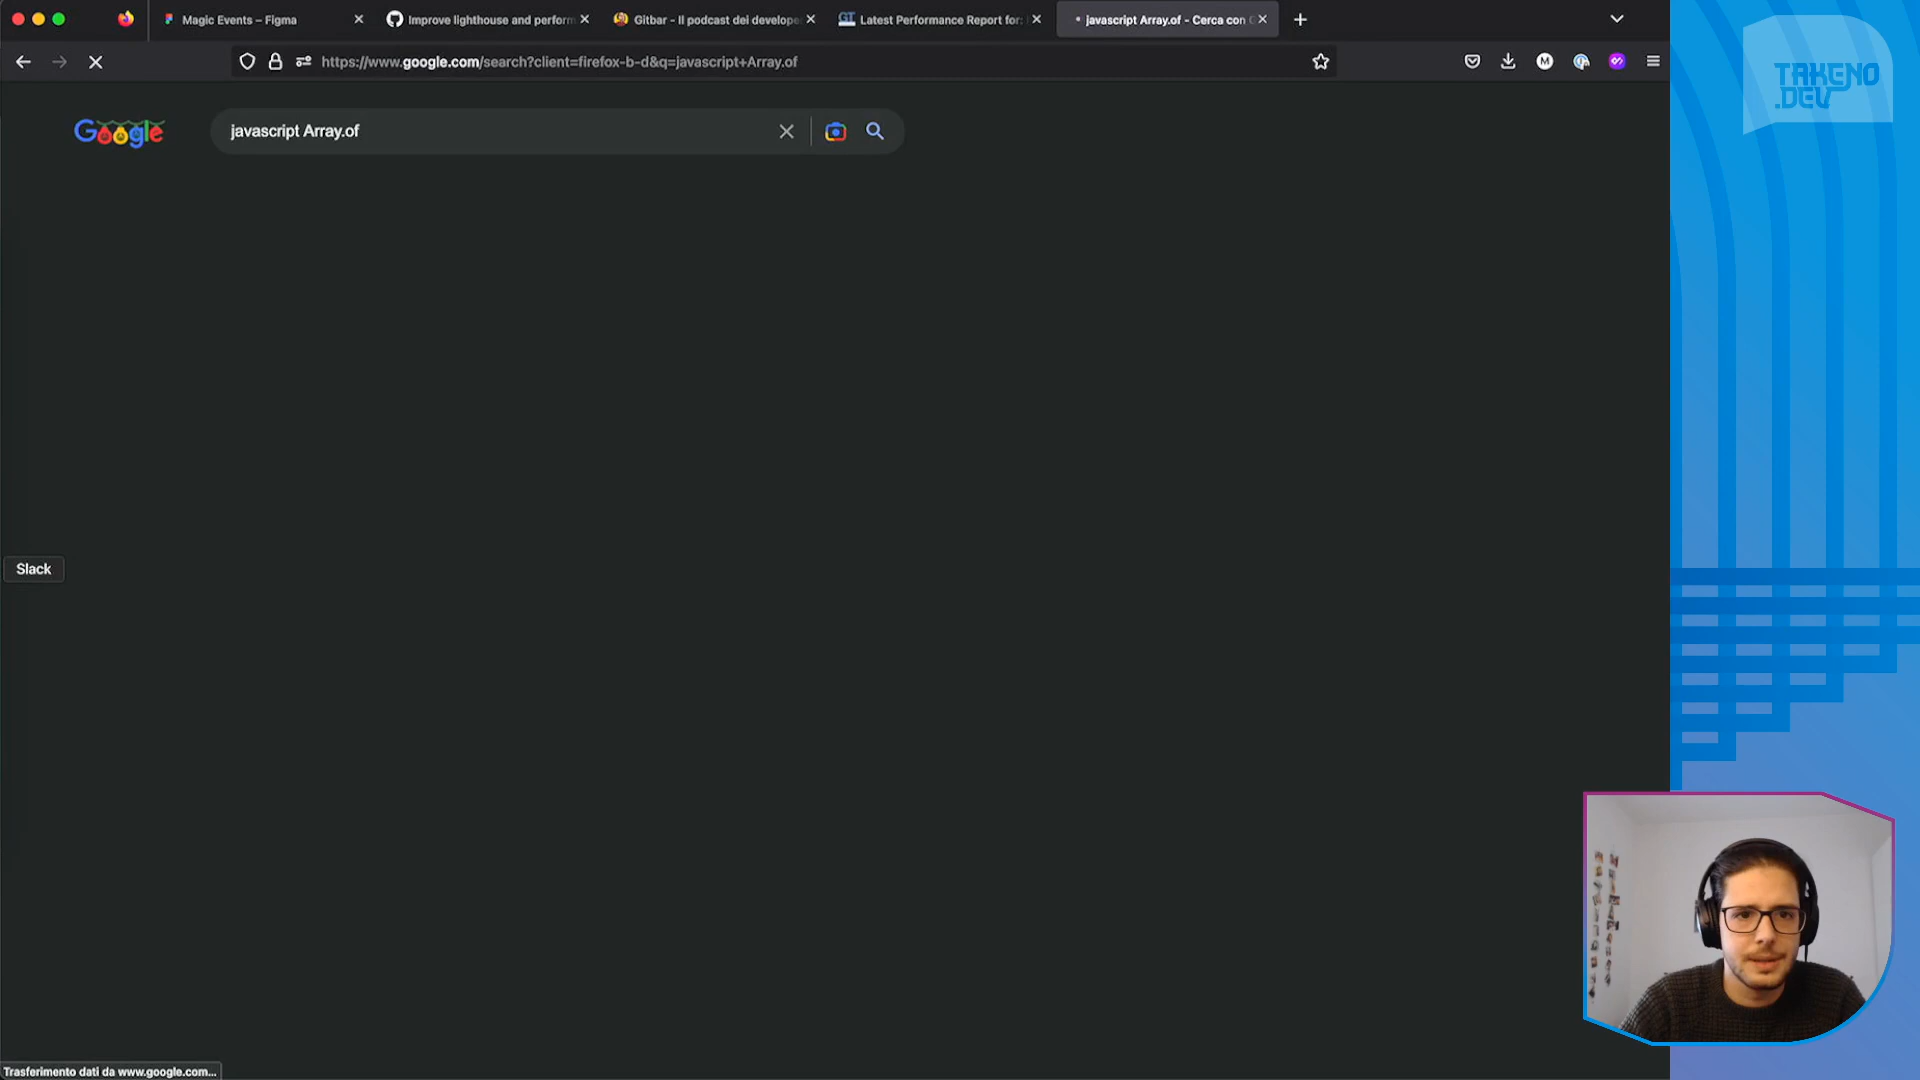 Magic Events – Figma
Improve lighthouse and perform
Gitbar - Il podcast dei develope
GT Latest Performance Report for:
javascript Array.of - Cerca con G
https://www.google.com/search?client=firefox-b-d&q=javascript+Array.of
M
TAKENO
.DEV
Google
javascript Array.of
Slack
Trasferimento dati da www.google.com...